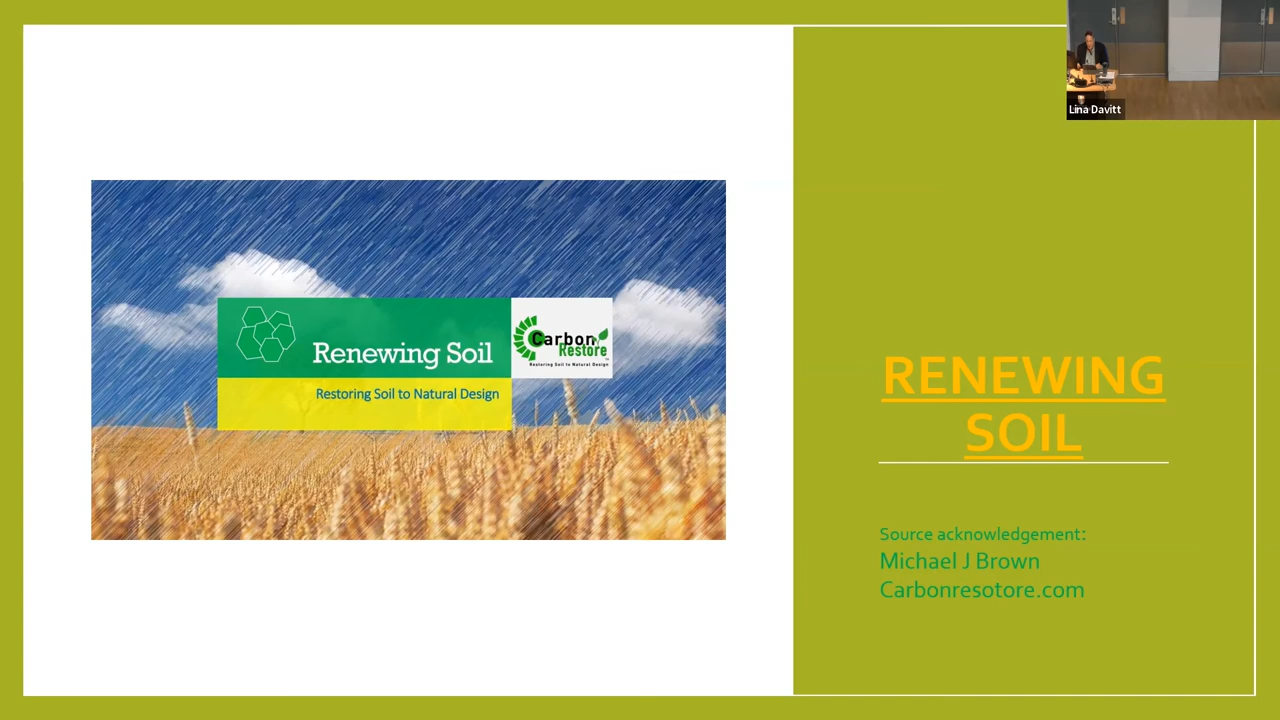 Lina Davitt
Renewing Soil
Carbon
Restore
TM
Restoring Soil to Natural Design
Restoring Soil to Natural Design
RENEWING
SOIL
Source acknowledgement:
Michael J Brown
Carbonresotore.com